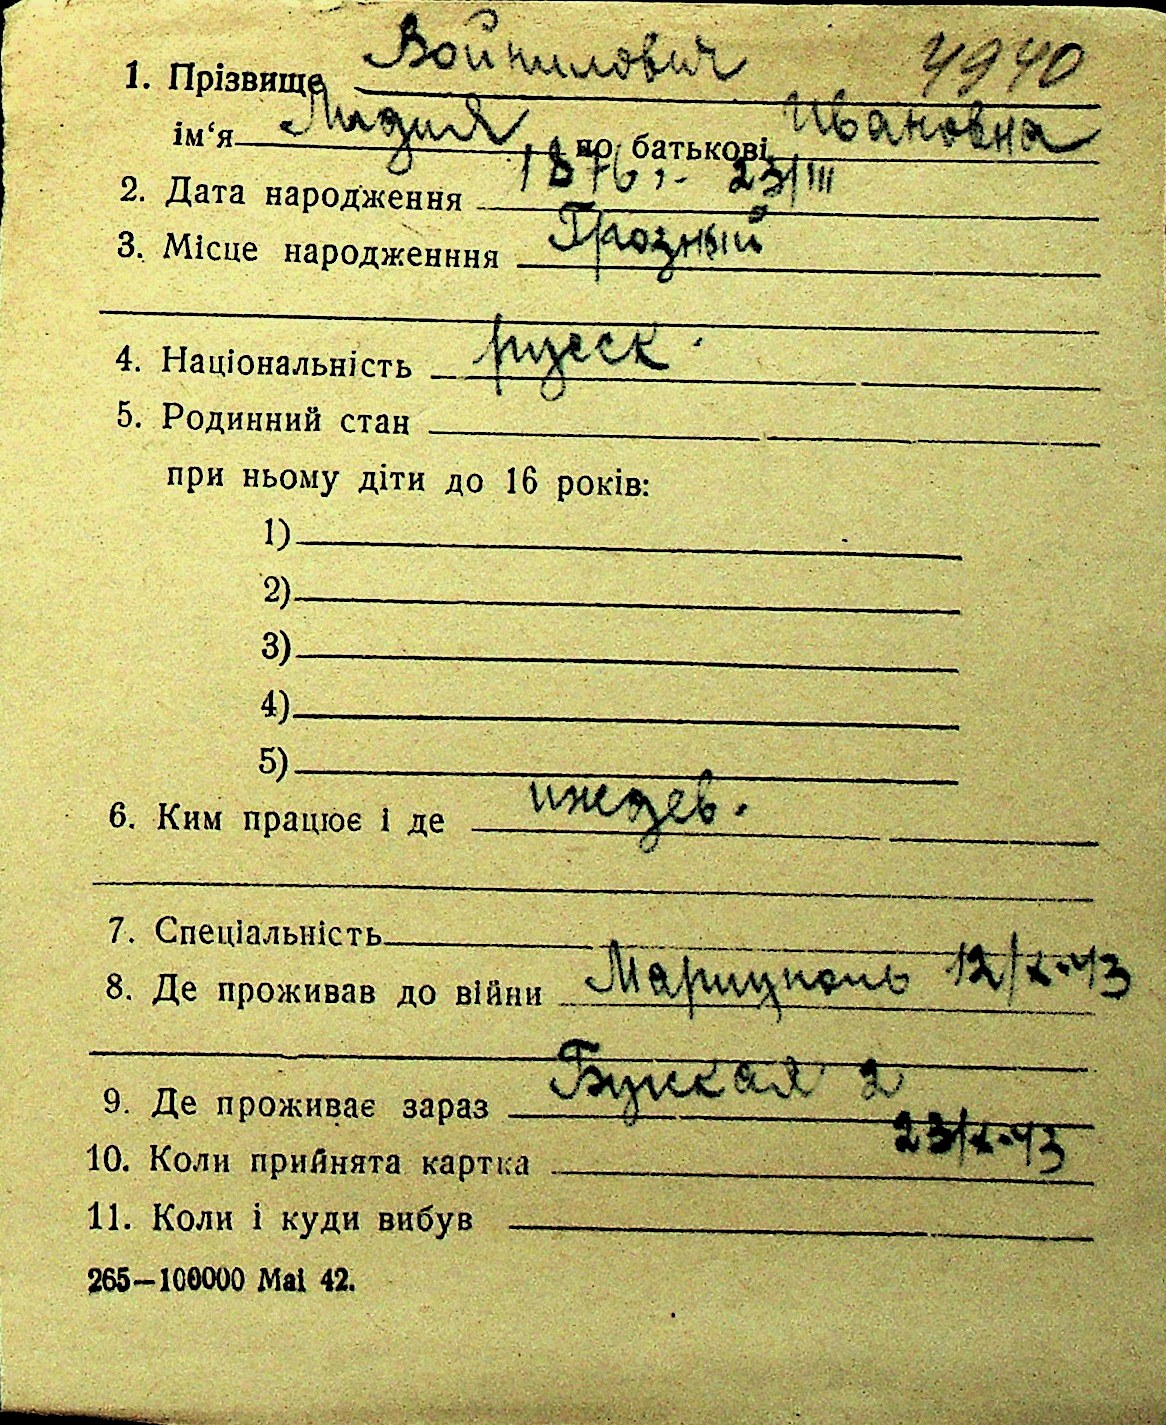 Войнилович 4940
1. Прізвище
ім‘я Лидия по батькові Ивановна
2. Дата народження 1876 23/III
3. Місце народженння Грозный
4. Національність русск.
5. Родинний стан
при ньому діти до 16 років:
1)
2)
3)
4)
5)
6. Ким працює і де иждев.
7. Спеціальність
8. Де проживав до війни Мариуполь 12/X-43
9. Де проживає зараз 2
23/X-43
10. Коли прийнята картка
11. Коли і куди вибув
265—100000 Mai 42.